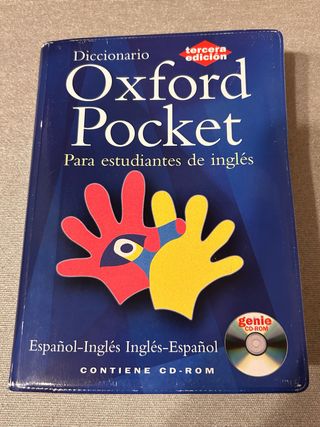 Diccionario
tercera
edición
Oxford
Pocket
Para estudiantes de inglés
genie
CD-ROM
Español-Inglés Inglés-Español
CONTIENE CD-ROM